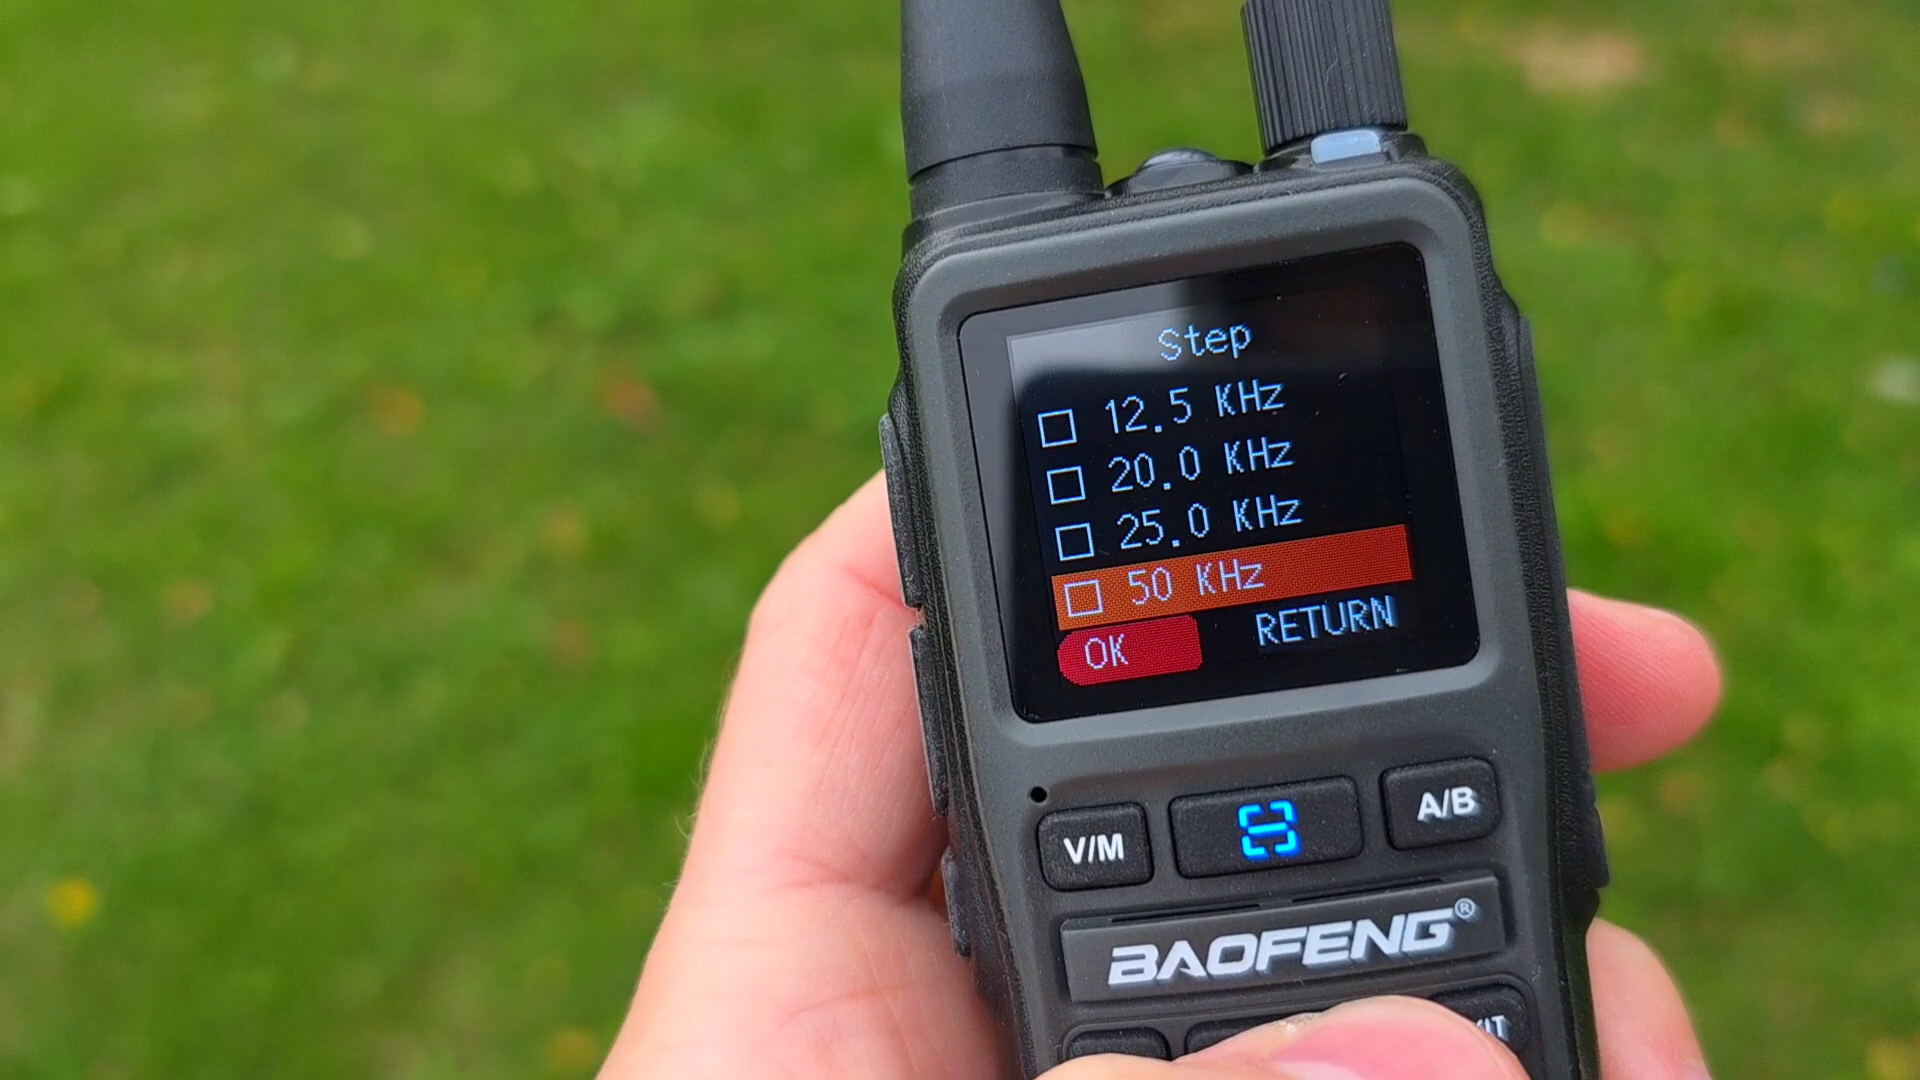 Step
12.5 KHz
20.0 KHz
25.0 KHz
50 KHz
OK RETURN
V/M A/B
BAOFENG®